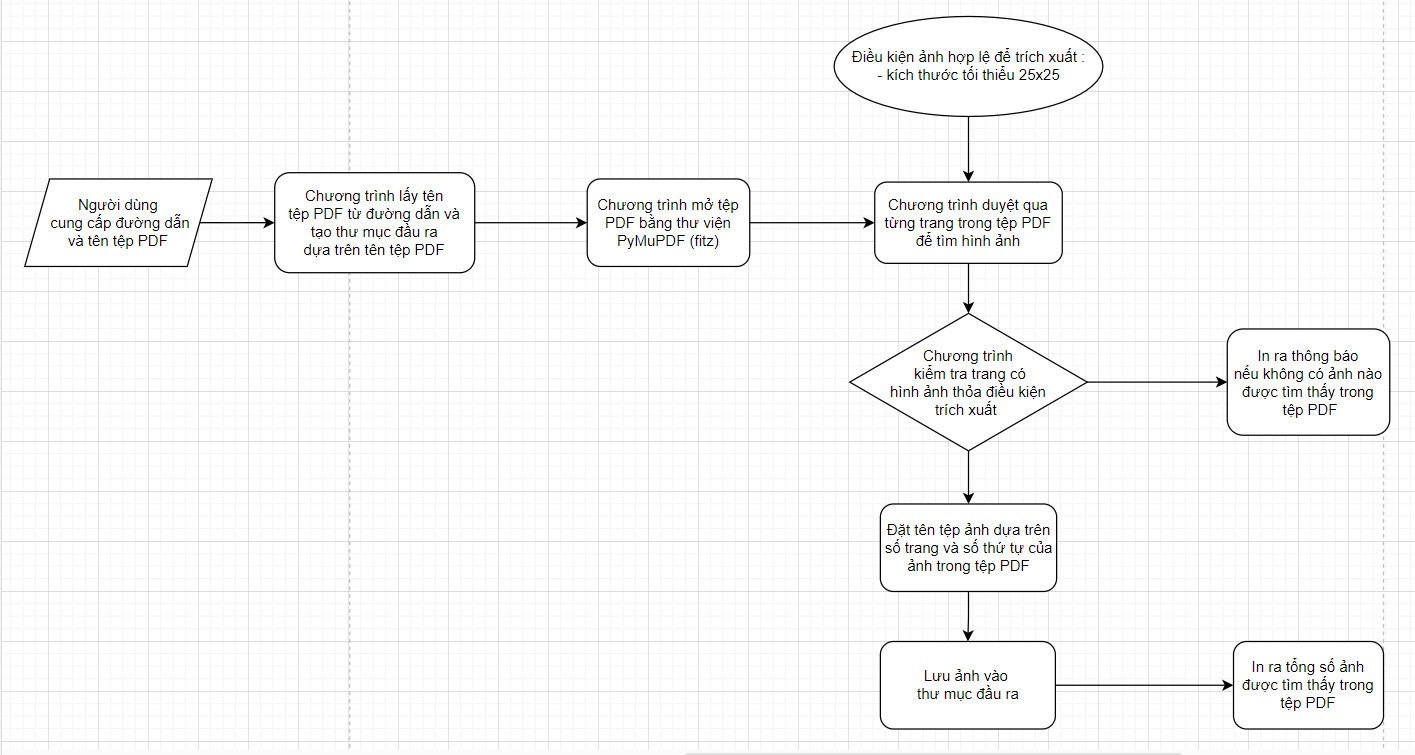 Điều kiện ảnh hợp lệ để trích xuất :
- kích thước tối thiểu 25x25
Người dùng
cung cấp đường dẫn
và tên tệp PDF
Chương trình lấy tên
tệp PDF từ đường dẫn và
tạo thư mục đầu ra
dựa trên tên tệp PDF
Chương trình mở tệp
PDF bằng thư viện
PyMuPDF (fitz)
Chương trình duyệt qua
từng trang trong tệp PDF
để tìm hình ảnh
Chương trình
kiểm tra trang có
hình ảnh thỏa điều kiện
trích xuất
In ra thông báo
nếu không có ảnh nào
được tìm thấy trong
tệp PDF
Đặt tên tệp ảnh dựa trên
số trang và số thứ tự của
ảnh trong tệp PDF
Lưu ảnh vào
thư mục đầu ra
In ra tổng số ảnh
được tìm thấy trong
tệp PDF